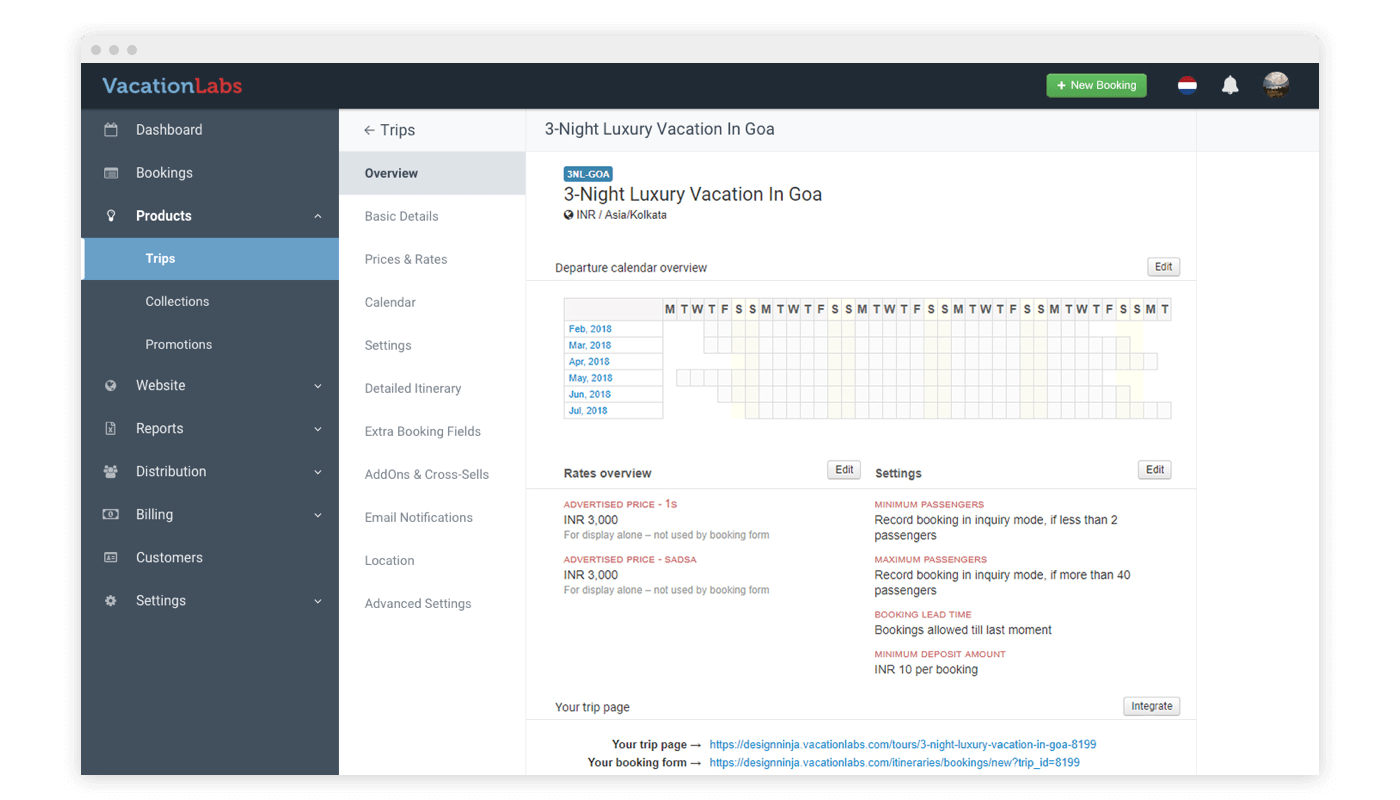 VacationLabs
+ New Booking
Dashboard
Bookings
Products
Trips
Collections
Promotions
Website
Reports
Distribution
Billing
Customers
Settings
← Trips
Overview
Basic Details
Prices & Rates
Calendar
Settings
Detailed Itinerary
Extra Booking Fields
AddOns & Cross-Sells
Email Notifications
Location
Advanced Settings
3-Night Luxury Vacation In Goa
3NL-GOA
3-Night Luxury Vacation In Goa
INR / Asia/Kolkata
Departure calendar overview Edit
M T W T F S S M T W T F S S M T W T F S S M T W T F S S M T W T F S S M T
Feb, 2018
Mar, 2018
Apr, 2018
May, 2018
Jun, 2018
Jul, 2018
Rates overview Edit
ADVERTISED PRICE - 1S
INR 3,000
For display alone -- not used by booking form
ADVERTISED PRICE - SADSA
INR 3,000
For display alone -- not used by booking form
Settings Edit
MINIMUM PASSENGERS
Record booking in inquiry mode, if less than 2
passengers
MAXIMUM PASSENGERS
Record booking in inquiry mode, if more than 40
passengers
BOOKING LEAD TIME
Bookings allowed till last moment
MINIMUM DEPOSIT AMOUNT
INR 10 per booking
Your trip page Integrate
Your trip page → https://designninja.vacationlabs.com/tours/3-night-luxury-vacation-in-goa-8199
Your booking form → https://designninja.vacationlabs.com/itineraries/bookings/new?trip_id=8199